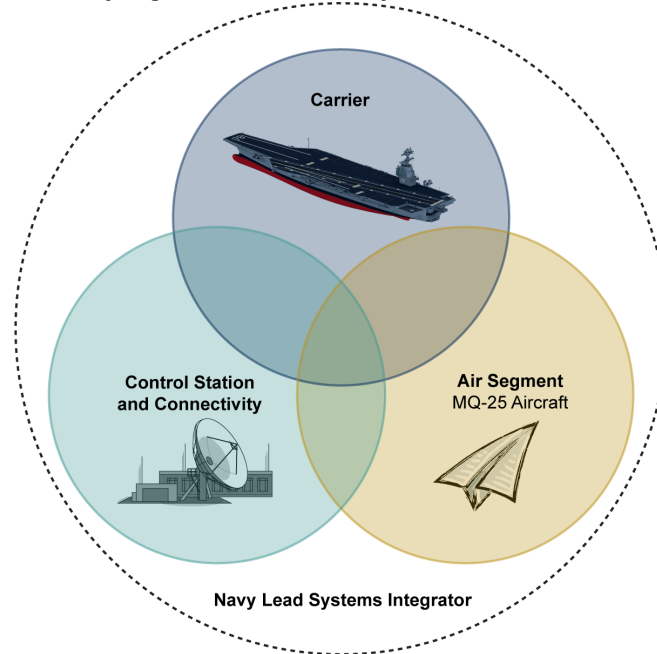 Carrier
Control Station
and Connectivity
Air Segment
MQ-25 Aircraft
Navy Lead Systems Integrator